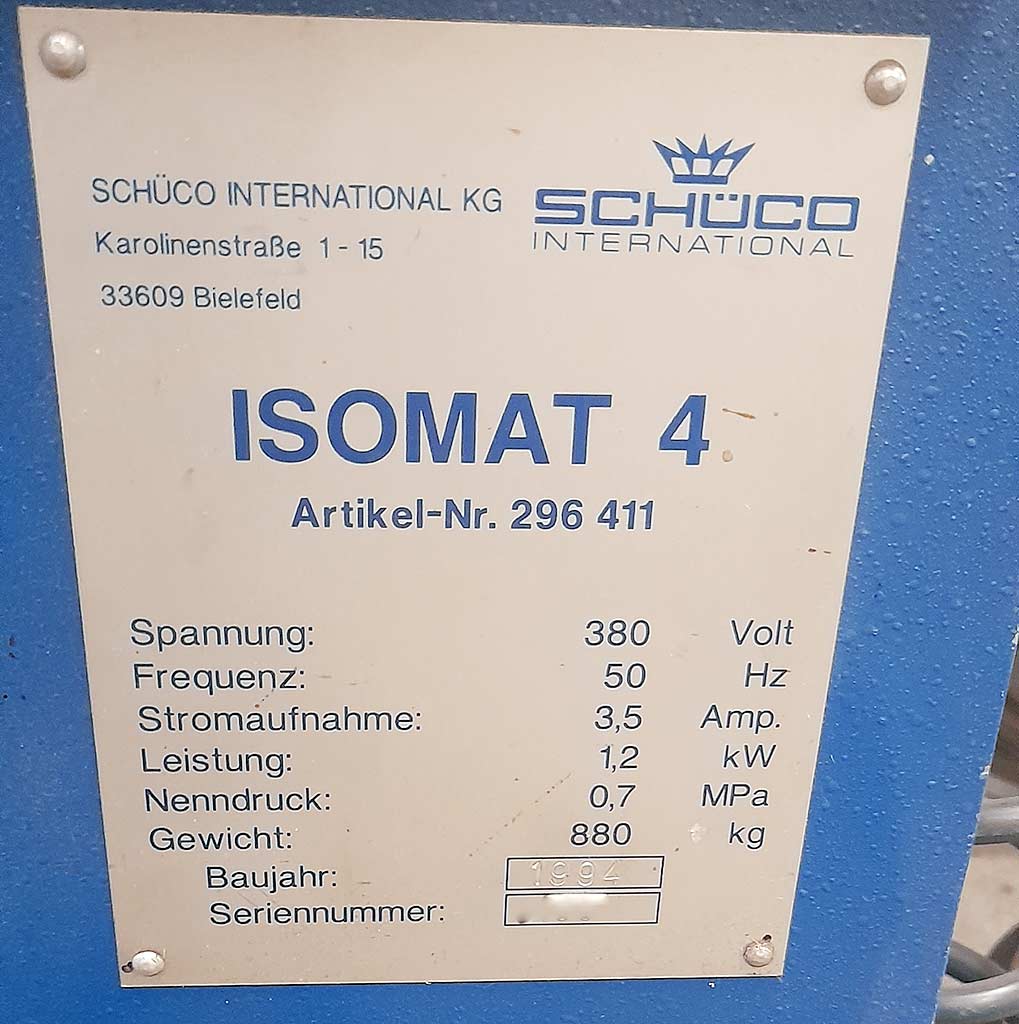 SCHÜCO INTERNATIONAL KG
Karolinenstraße 1 - 15
33609 Bielefeld
SCHÜCO
INTERNATIONAL
ISOMAT 4
Artikel-Nr. 296 411
Spannung: 380 Volt
Frequenz: 50 Hz
Stromaufnahme: 3,5 Amp.
Leistung: 1,2 kW
Nenndruck: 0,7 MPa
Gewicht: 880 kg
Baujahr: 1994
Seriennummer: